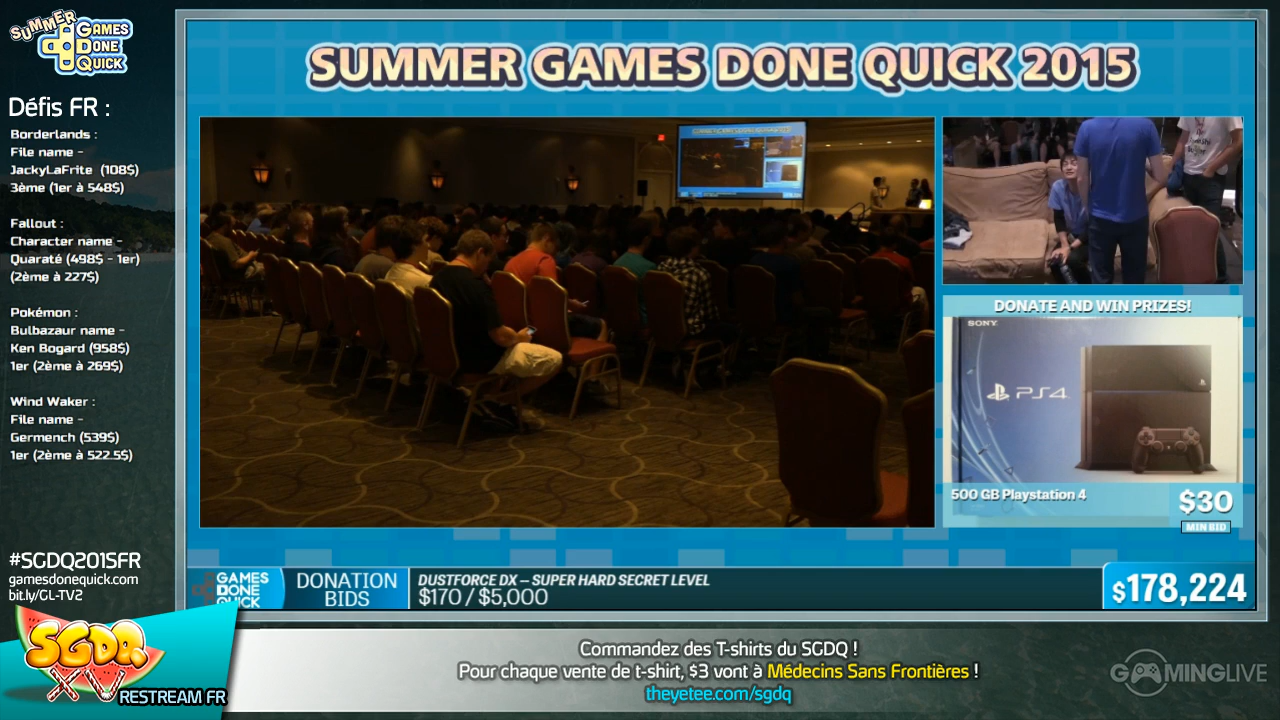 SUMMER
GAMES
DONE
QUICK
Défis FR :
Borderlands :
File name -
JackyLaFrite (108$)
3ème (1er à 548$)
Fallout :
Character name -
Quaraté (498$ - 1er)
(2ème à 227$)
Pokémon :
Bulbazaur name -
Ken Bogard (958$)
1er (2ème à 269$)
Wind Waker :
File name -
Germench (539$)
1er (2ème à 522.5$)
#SGDQ2015FR
gamesdonequick.com
bit.ly/GL-TV2
SGDQ
RESTREAM FR
SUMMER GAMES DONE QUICK 2015
DONATE AND WIN PRIZES!
SONY
PS4
500 GB Playstation 4
$30
MIN BID
GAMES
DONE
QUICK
DONATION
BIDS
DUSTFORCE DX – SUPER HARD SECRET LEVEL
$170 / $5,000
$178,224
Commandez des T-shirts du SGDQ !
Pour chaque vente de t-shirt, $3 vont à Médecins Sans Frontières !
theyetee.com/sgdq
GAMINGLIVE